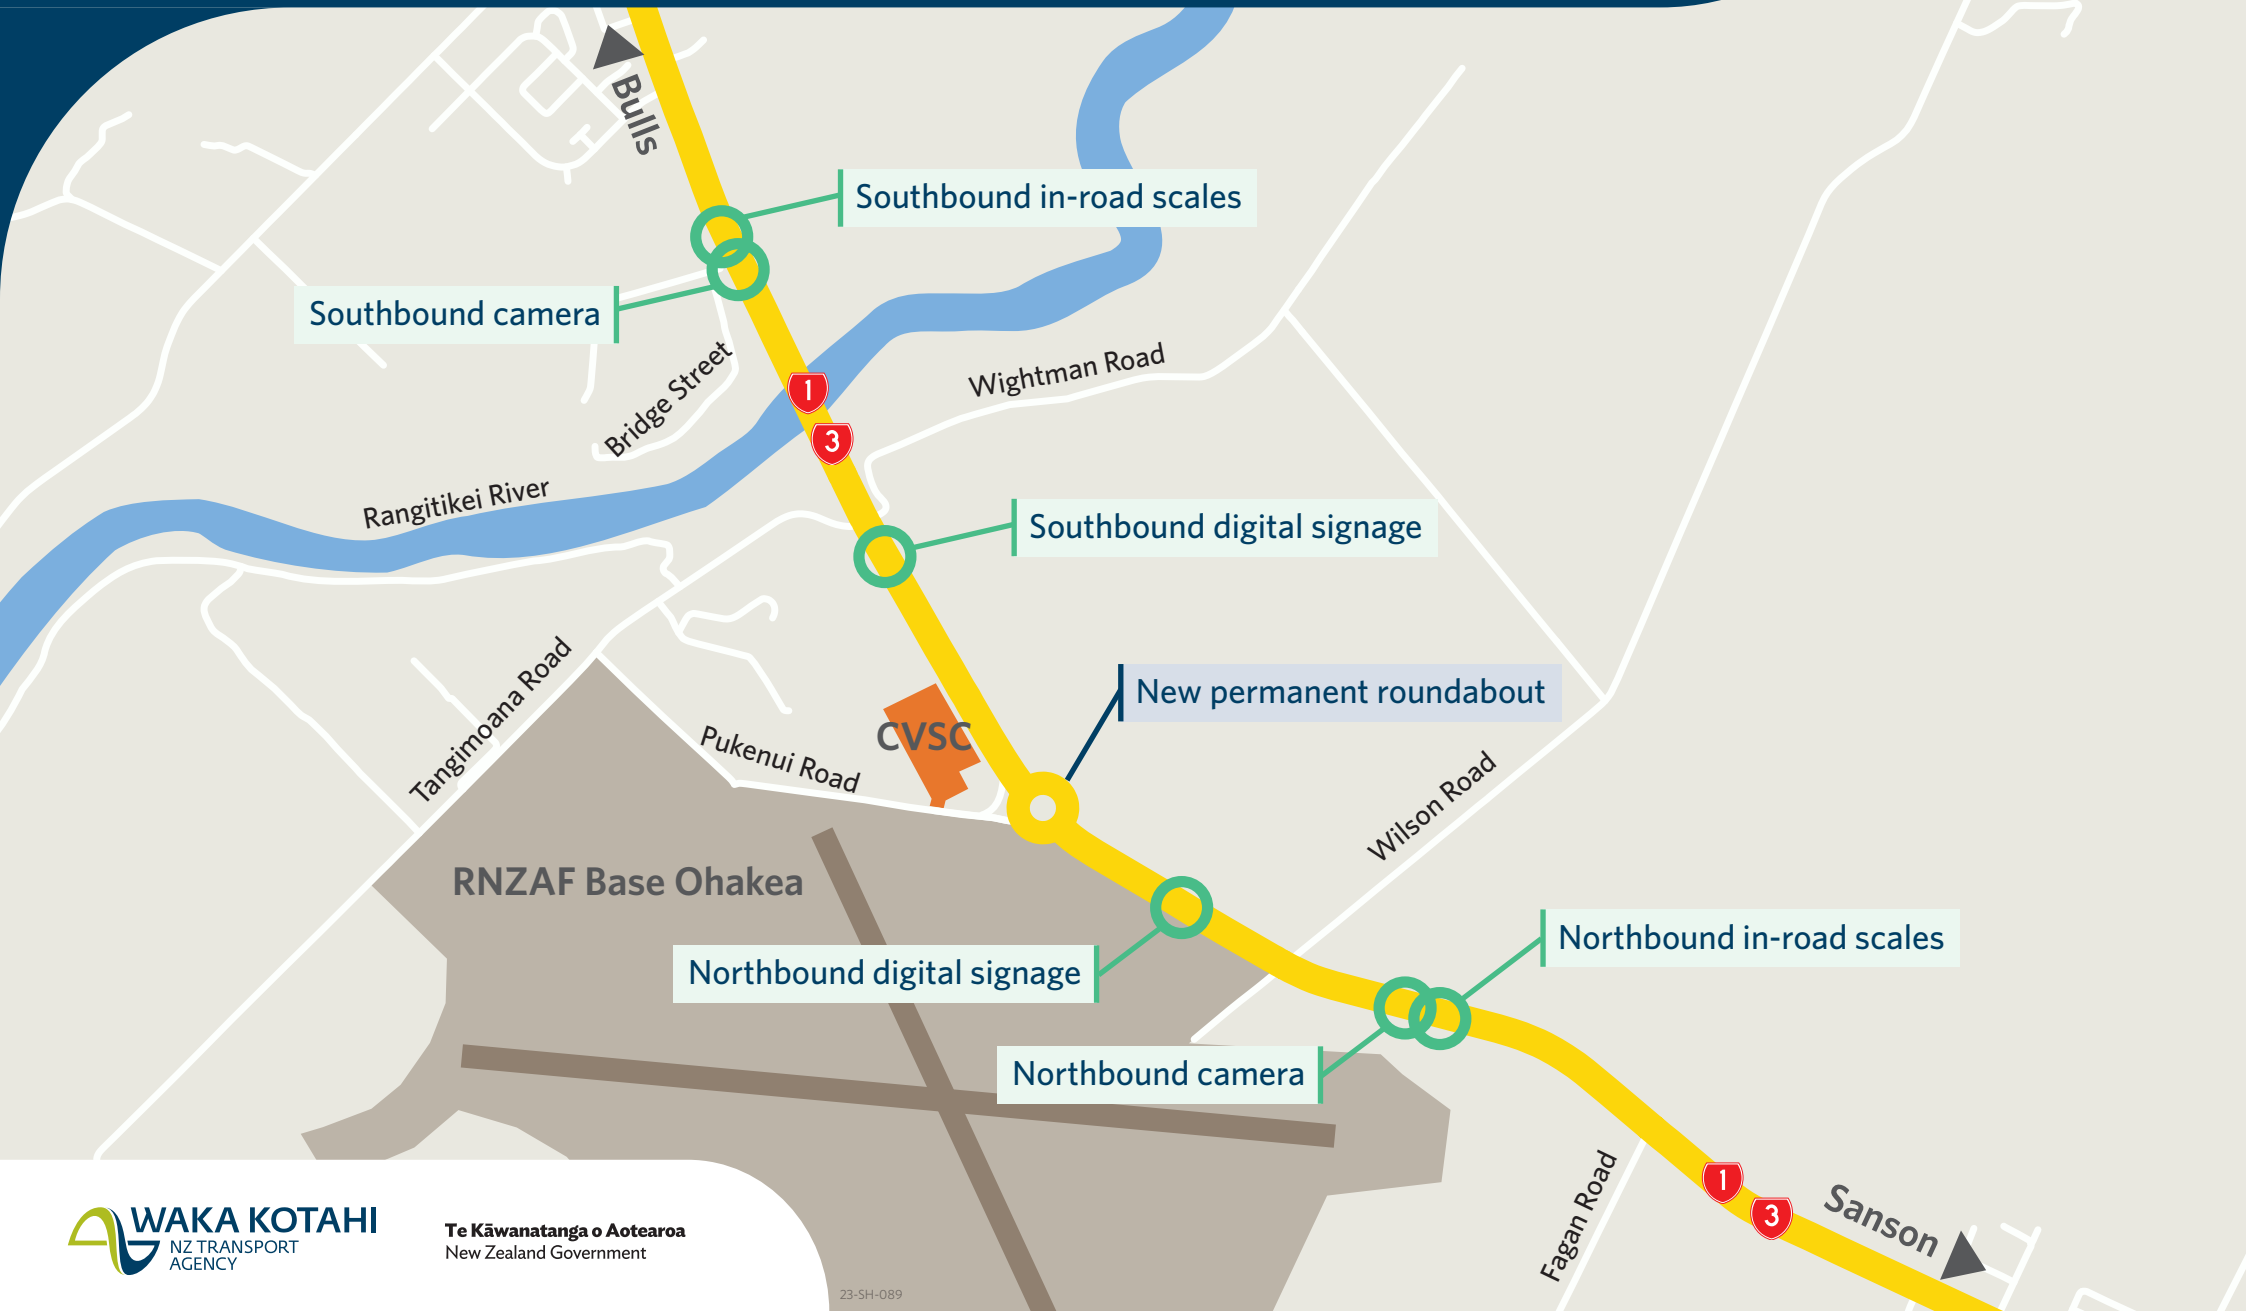 Bulls
Southbound in-road scales
Southbound camera
Bridge Street
1
3
Wightman Road
Rangitikei River
Southbound digital signage
Tangimoana Road
New permanent roundabout
CVSC
Pukenui Road
Wilson Road
RNZAF Base Ohakea
Northbound in-road scales
Northbound digital signage
Northbound camera
Fagan Road
1
3
Sanson
WAKA KOTAHI
NZ TRANSPORT
AGENCY
Te Kāwanatanga o Aotearoa
New Zealand Government
23-SH-089